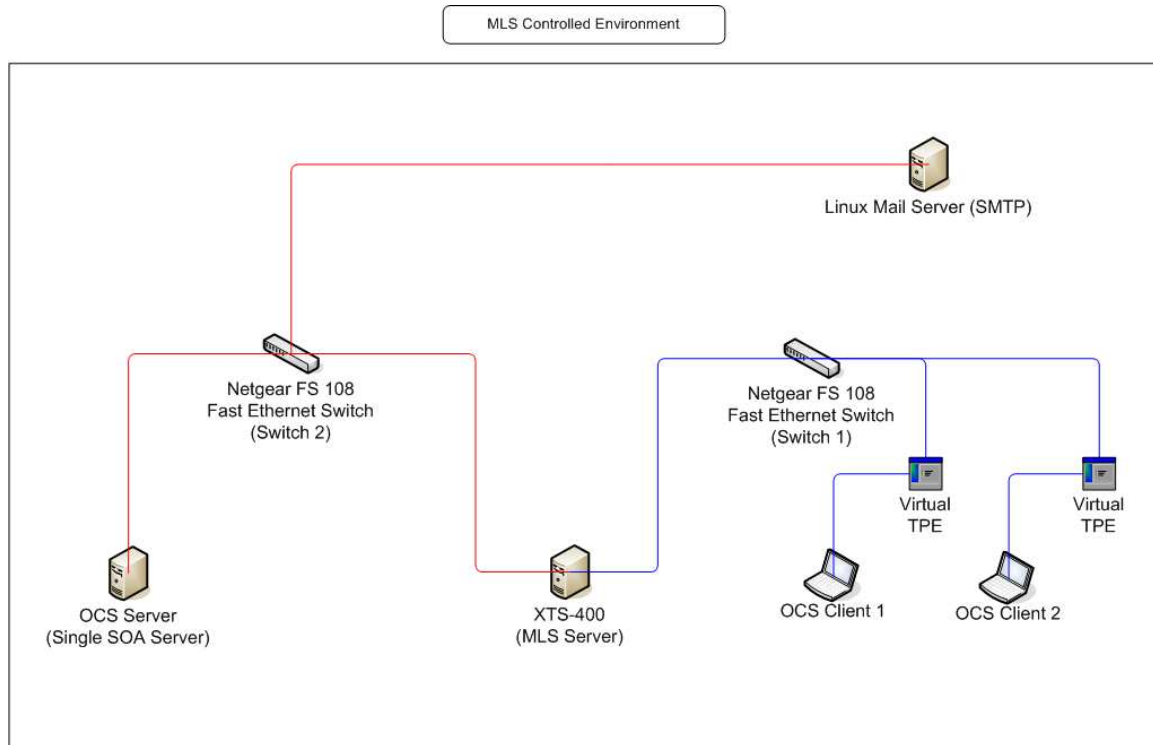 MLS Controlled Environment
Linux Mail Server (SMTP)
Netgear FS 108
Fast Ethernet Switch
(Switch 2)
Netgear FS 108
Fast Ethernet Switch
(Switch 1)
Virtual
TPE
Virtual
TPE
OCS Server
(Single SOA Server)
XTS-400
(MLS Server)
OCS Client 1
OCS Client 2